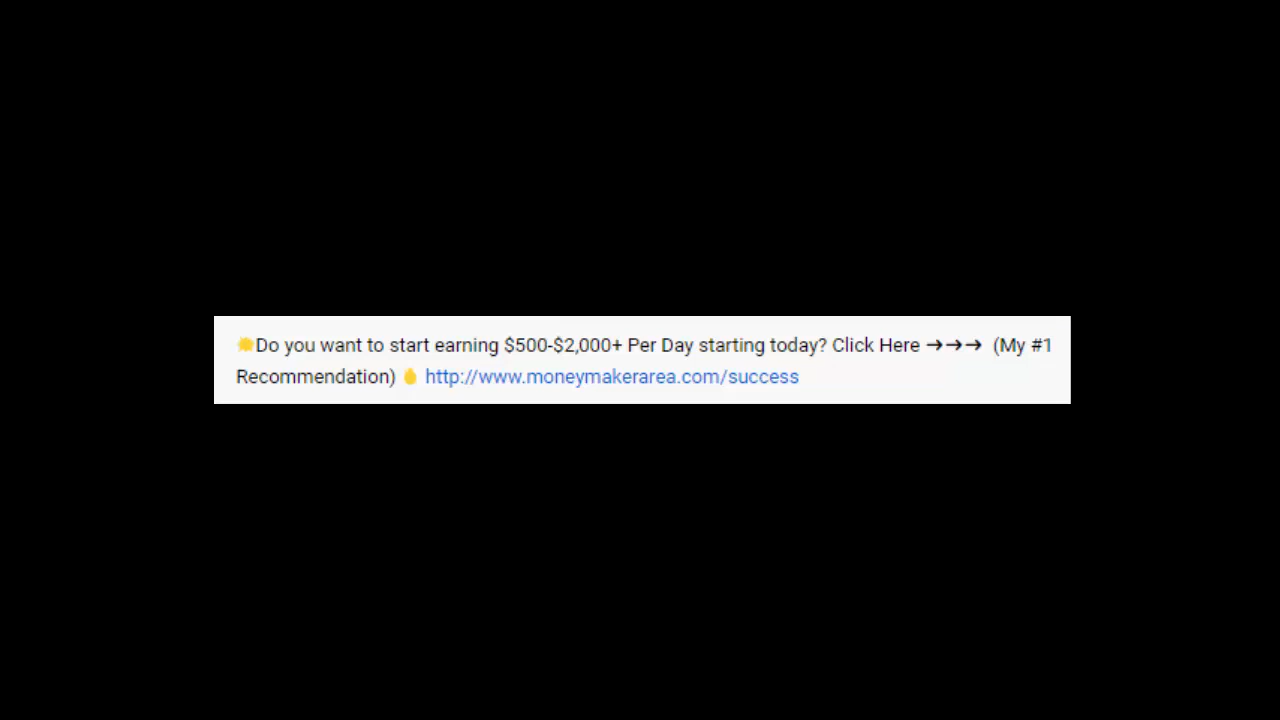 Do you want to start earning $500-$2,000+ Per Day starting today? Click Here →→→ (My #1
Recommendation) http://www.moneymakerarea.com/success